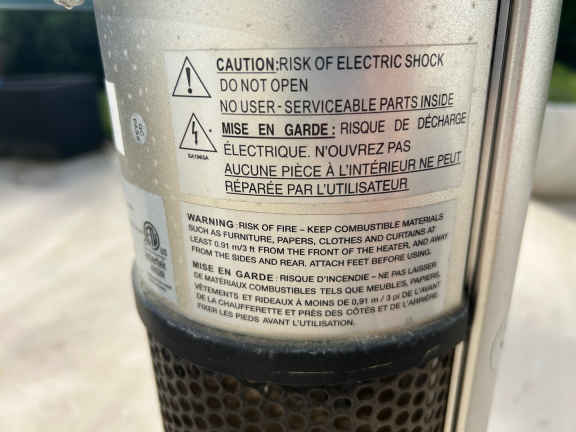 CAUTION:RISK OF ELECTRIC SHOCK
DO NOT OPEN
NO USER - SERVICEABLE PARTS INSIDE
MISE EN GARDE: RISQUE DE DÉCHARGE
ÉLECTRIQUE. N'OUVREZ PAS
AUCUNE PIÈCE À L'INTÉRIEUR NE PEUT
RÉPARÉE PAR L'UTILISATEUR
WARNING: RISK OF FIRE – KEEP COMBUSTIBLE MATERIALS
SUCH AS FURNITURE, PAPERS, CLOTHES AND CURTAINS AT
LEAST 0.91 m/3 ft FROM THE FRONT OF THE HEATER, AND AWAY
FROM THE SIDES AND REAR. ATTACH FEET BEFORE USING.
MISE EN GARDE : RISQUE D'INCENDIE – NE PAS LAISSER
DE MATÉRIAUX COMBUSTIBLES TELS QUE MEUBLES, PAPIERS,
VÊTEMENTS ET RIDEAUX À MOINS DE 0,91 m / 3 pi DE L'AVANT
DE LA CHAUFFERETTE ET PRÈS DES CÔTÉS ET DE L'ARRIÈRE.
FIXER LES PIEDS AVANT L'UTILISATION.